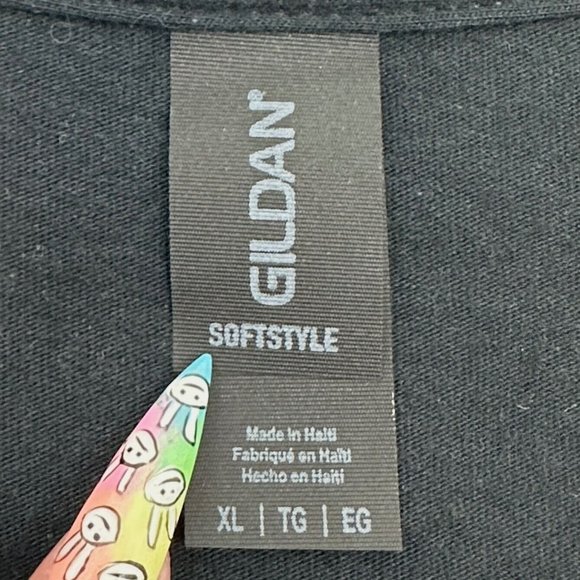 GILDAN®
SOFTSTYLE
Made in Haiti
Fabriqué en Haïti
Hecho en Haití
XL | TG | EG